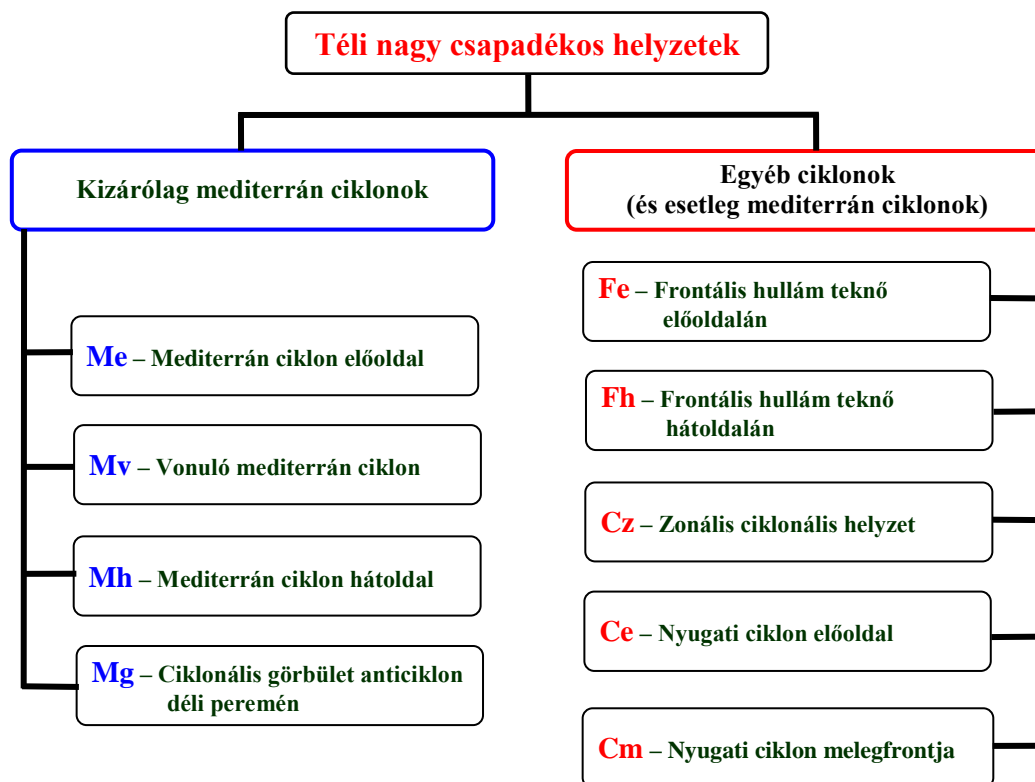 Téli nagy csapadékos helyzetek
Kizárólag mediterrán ciklonok
Me – Mediterrán ciklon előoldal
Mv – Vonuló mediterrán ciklon
Mh – Mediterrán ciklon hátoldal
Mg – Ciklonális görbület anticiklon
déli peremén
Egyéb ciklonok
(és esetleg mediterrán ciklonok)
Fe – Frontális hullám teknő
előoldalán
Fh – Frontális hullám teknő
hátoldalán
Cz – Zonális ciklonális helyzet
Ce – Nyugati ciklon előoldal
Cm – Nyugati ciklon melegfrontja